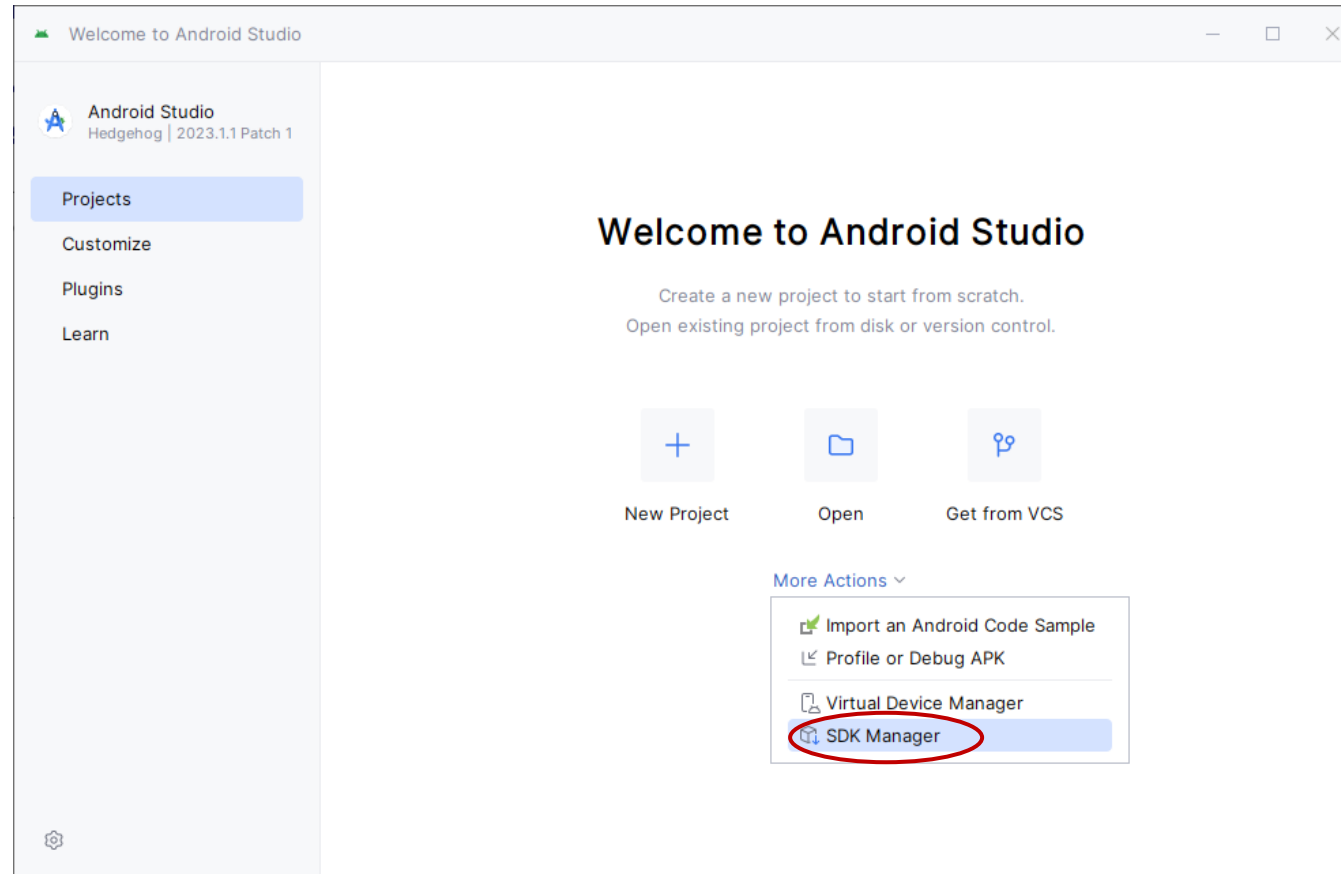 Welcome to Android Studio
Android Studio
Hedgehog | 2023.1.1 Patch 1
Projects
Customize
Plugins
Learn
Welcome to Android Studio
Create a new project to start from scratch.
Open existing project from disk or version control.
New Project
Open
Get from VCS
More Actions
Import an Android Code Sample
Profile or Debug APK
Virtual Device Manager
SDK Manager